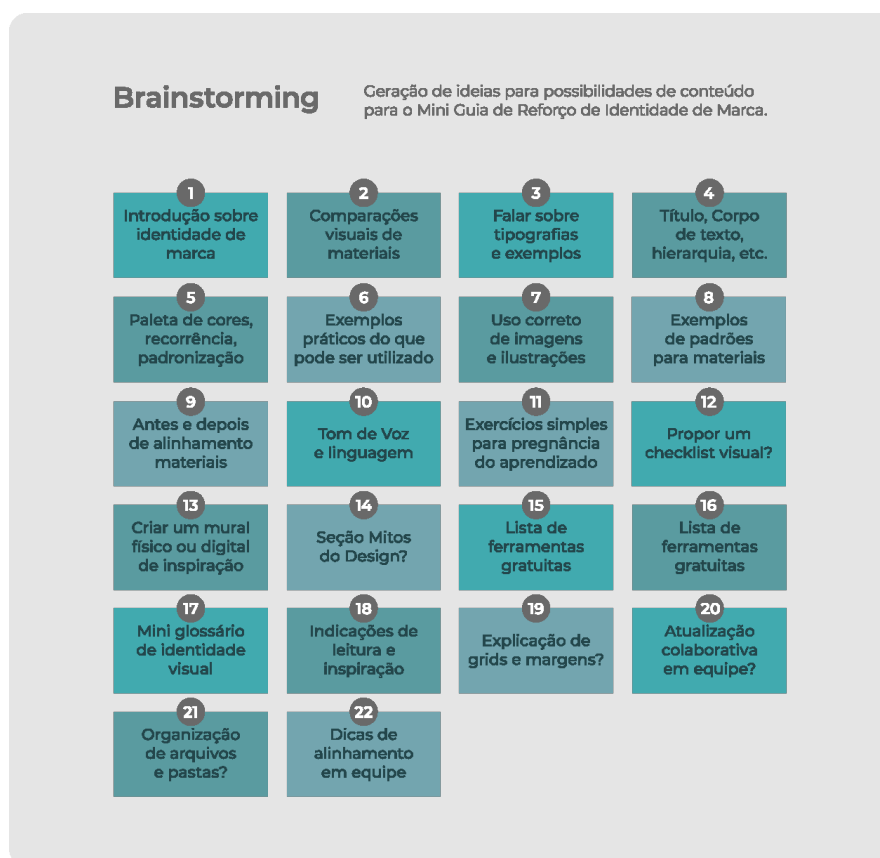 Brainstorming
Geração de ideias para possibilidades de conteúdo
para o Mini Guia de Reforço de Identidade de Marca.
1
Introdução sobre
identidade de
marca
2
Comparações
visuais de
materiais
3
Falar sobre
tipografias
e exemplos
4
Título, Corpo
de texto,
hierarquia, etc.
5
Paleta de cores,
recorrência,
padronização
6
Exemplos
práticos do que
pode ser utilizado
7
Uso correto
de imagens
e ilustrações
8
Exemplos
de padrões
para materiais
9
Antes e depois
de alinhamento
materiais
10
Tom de Voz
e linguagem
11
Exercícios simples
para pregnância
do aprendizado
12
Propor um
checklist visual?
13
Criar um mural
físico ou digital
de inspiração
14
Seção Mitos
do Design?
15
Lista de
ferramentas
gratuitas
16
Lista de
ferramentas
gratuitas
17
Mini glossário
de identidade
visual
18
Indicações de
leitura e
inspiração
19
Explicação de
grids e margens?
20
Atualização
colaborativa
em equipe?
21
Organização
de arquivos
e pastas?
22
Dicas de
alinhamento
em equipe